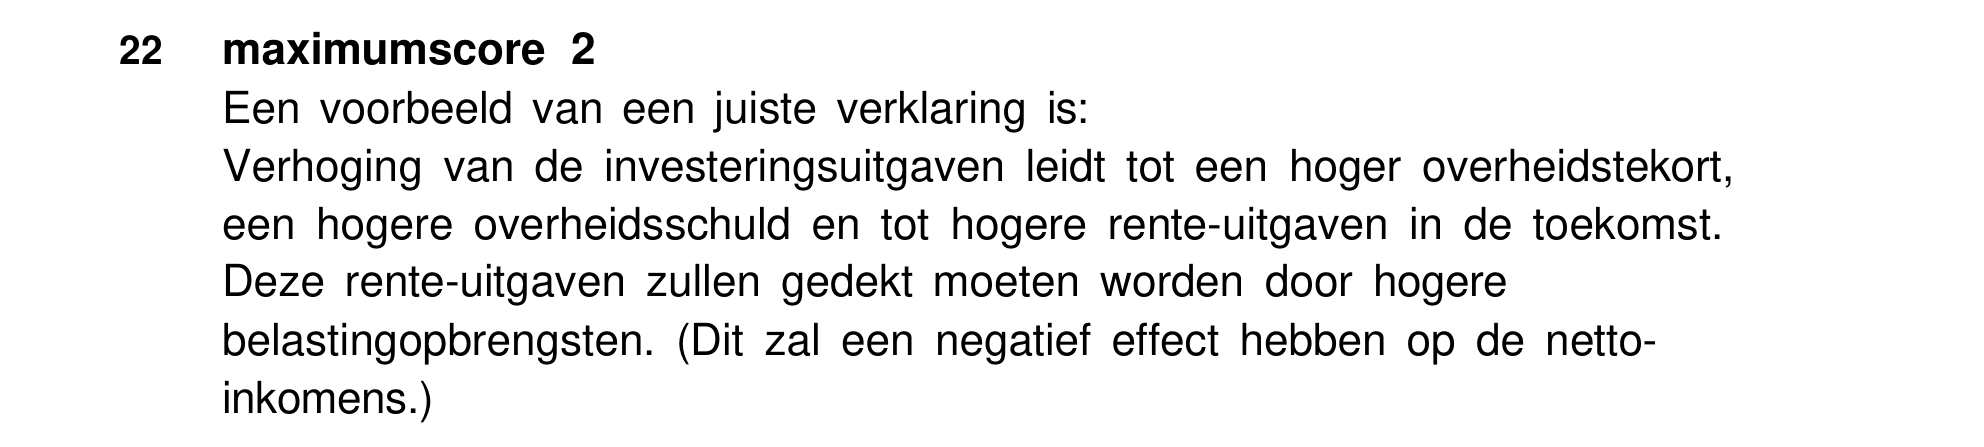 22 maximumscore 2
Een voorbeeld van een juiste verklaring is:
Verhoging van de investeringsuitgaven leidt tot een hoger overheidstekort,
een hogere overheidsschuld en tot hogere rente-uitgaven in de toekomst.
Deze rente-uitgaven zullen gedekt moeten worden door hogere
belastingopbrengsten. (Dit zal een negatief effect hebben op de netto-
inkomens.)